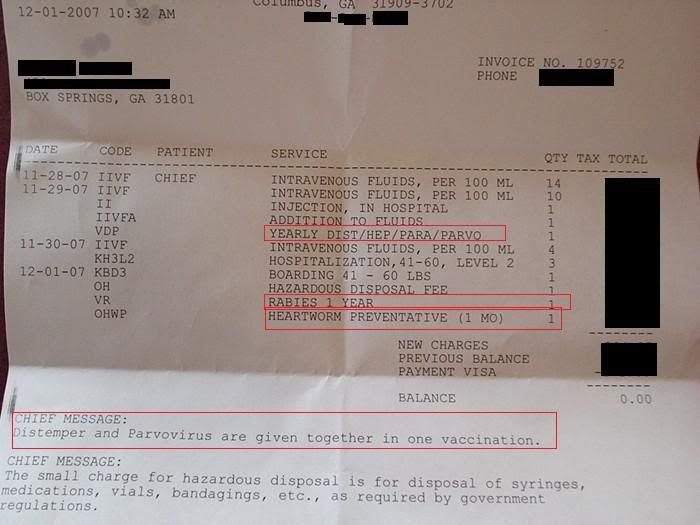 12-01-2007 10:32 AM
Columbus, GA 31909-3702
INVOICE NO. 109752
PHONE
BOX SPRINGS, GA 31801
DATE CODE PATIENT SERVICE QTY TAX TOTAL
11-28-07 IIVF CHIEF INTRAVENOUS FLUIDS, PER 100 ML 14
11-29-07 IIVF INTRAVENOUS FLUIDS, PER 100 ML 10
II INJECTION, IN HOSPITAL 1
IIVFA ADDITION TO FLUIDS 1
VDP YEARLY DIST/HEP/PARA/PARVO 1
11-30-07 IIVF INTRAVENOUS FLUIDS, PER 100 ML 4
KH3L2 HOSPITALIZATION,41-60, LEVEL 2 3
12-01-07 KBD3 BOARDING 41 - 60 LBS 1
OH HAZARDOUS DISPOSAL FEE 1
VR RABIES 1 YEAR 1
OHWP HEARTWORM PREVENTATIVE (1 MO) 1
NEW CHARGES
PREVIOUS BALANCE
PAYMENT VISA
BALANCE 0.00
CHIEF MESSAGE:
Distemper and Parvovirus are given together in one vaccination.
CHIEF MESSAGE:
The small charge for hazardous disposal is for disposal of syringes,
medications, vials, bandagings, etc., as required by government
regulations.